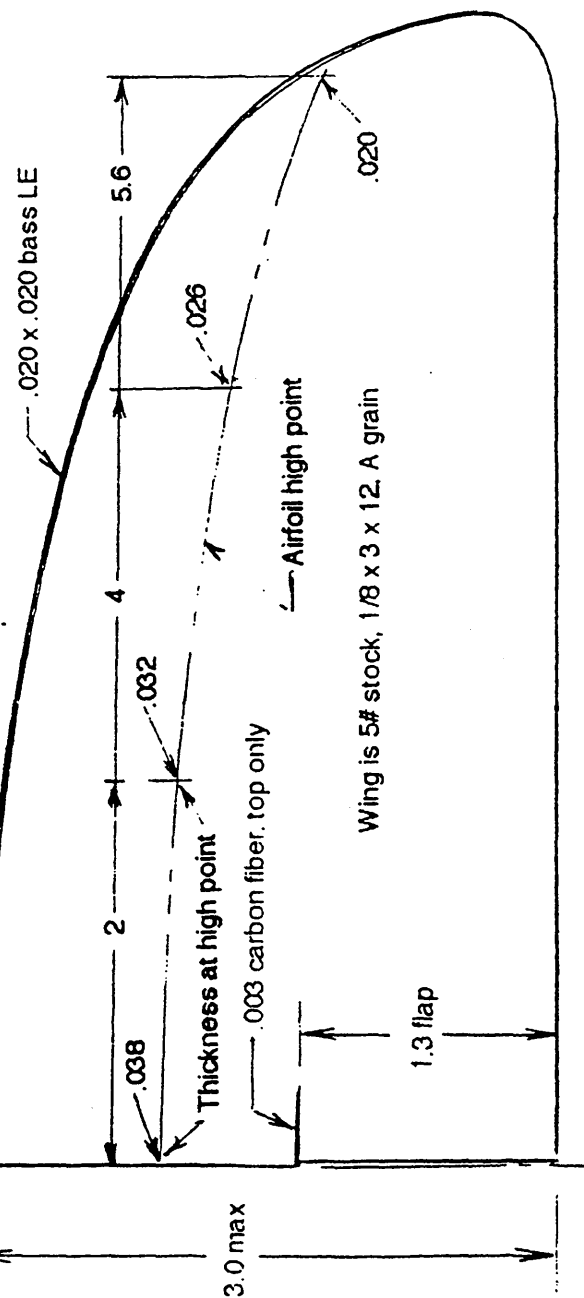 .020 x .020 bass LE
5.6
.020
.026
4
Airfoil high point
.032
2
Thickness at high point
.003 carbon fiber. top only
Wing is 5# stock, 1/8 x 3 x 12, A grain
.038
1.3 flap
3.0 max